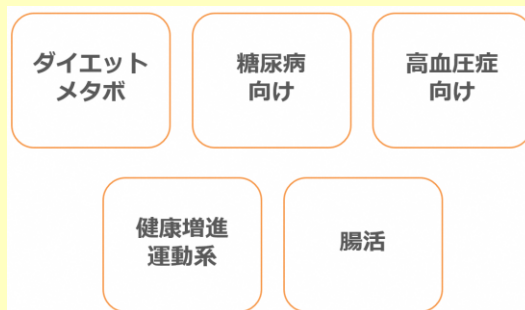 ダイエット
メタボ
糖尿病
向け
高血圧症
向け
健康増進
運動系
腸活